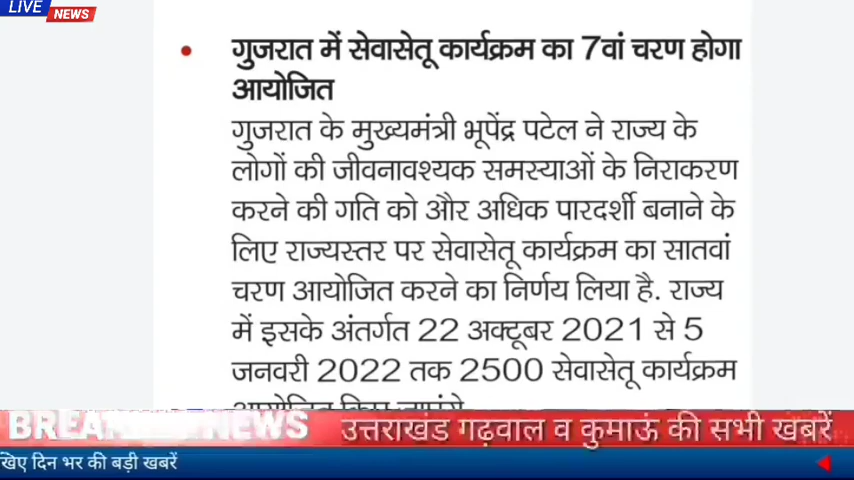 LIVE
NEWS
• गुजरात में सेवासेतू कार्यक्रम का 7वां चरण होगा
आयोजित
गुजरात के मुख्यमंत्री भूपेंद्र पटेल ने राज्य के
लोगों की जीवनावश्यक समस्याओं के निराकरण
करने की गति को और अधिक पारदर्शी बनाने के
लिए राज्यस्तर पर सेवासेतू कार्यक्रम का सातवां
चरण आयोजित करने का निर्णय लिया है. राज्य
में इसके अंतर्गत 22 अक्टूबर 2021 से 5
जनवरी 2022 तक 2500 सेवासेतू कार्यक्रम
BREAKING NEWS
उत्तराखंड गढ़वाल व कुमाऊं की सभी खबरें
खिए दिन भर की बड़ी खबरें